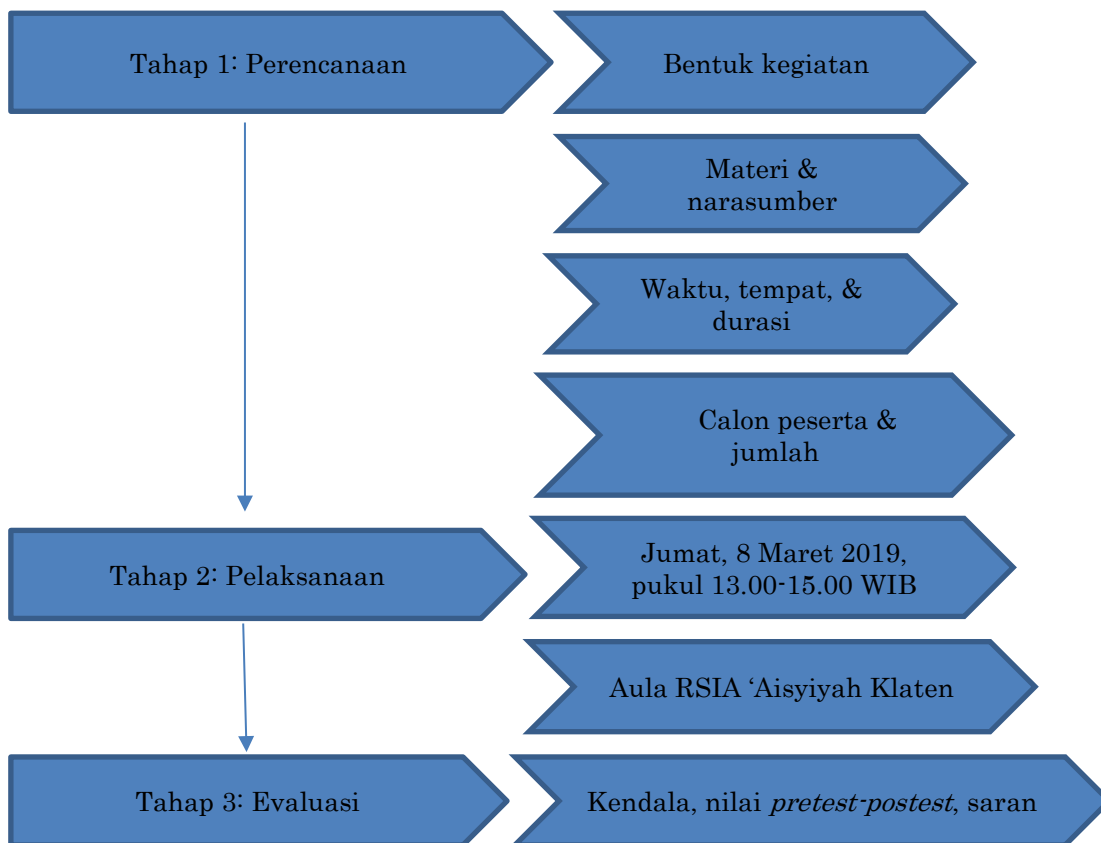 Tahap 1: Perencanaan
Bentuk kegiatan
Materi &
narasumber
Waktu, tempat, &
durasi
Calon peserta &
jumlah
Tahap 2: Pelaksanaan
Jumat, 8 Maret 2019,
pukul 13.00-15.00 WIB
Aula RSIA ‘Aisyiyah Klaten
Tahap 3: Evaluasi
Kendala, nilai pretest-postest, saran